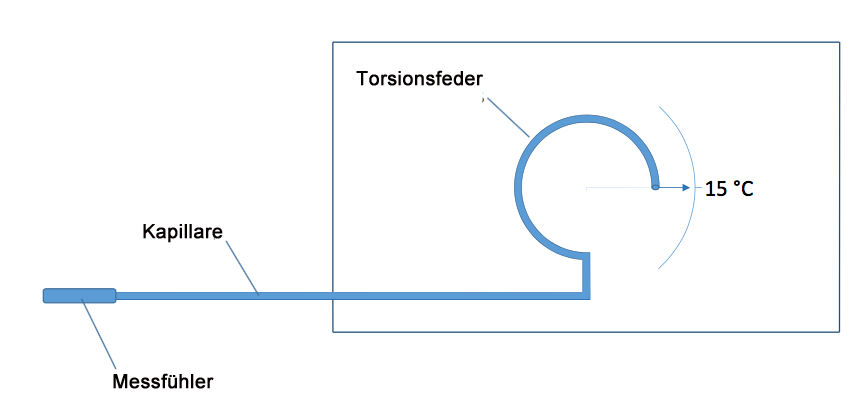 Torsionsfeder
15 °C
Kapillare
Messfühler